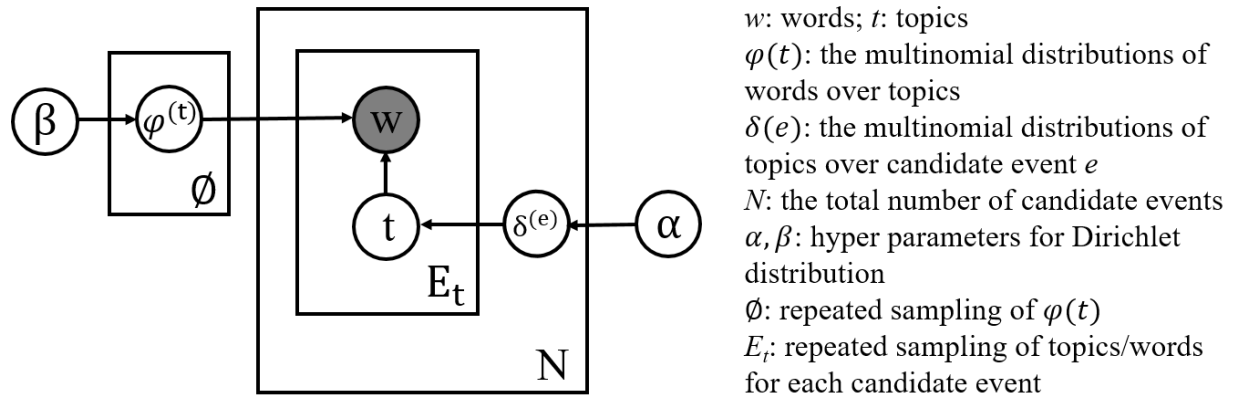 β
φ(t)
∅
w
t
Et
δ(e)
α
N
w: words; t: topics
φ(t): the multinomial distributions of
words over topics
δ(e): the multinomial distributions of
topics over candidate event e
N: the total number of candidate events
α, β: hyper parameters for Dirichlet
distribution
∅: repeated sampling of φ(t)
Et: repeated sampling of topics/words
for each candidate event